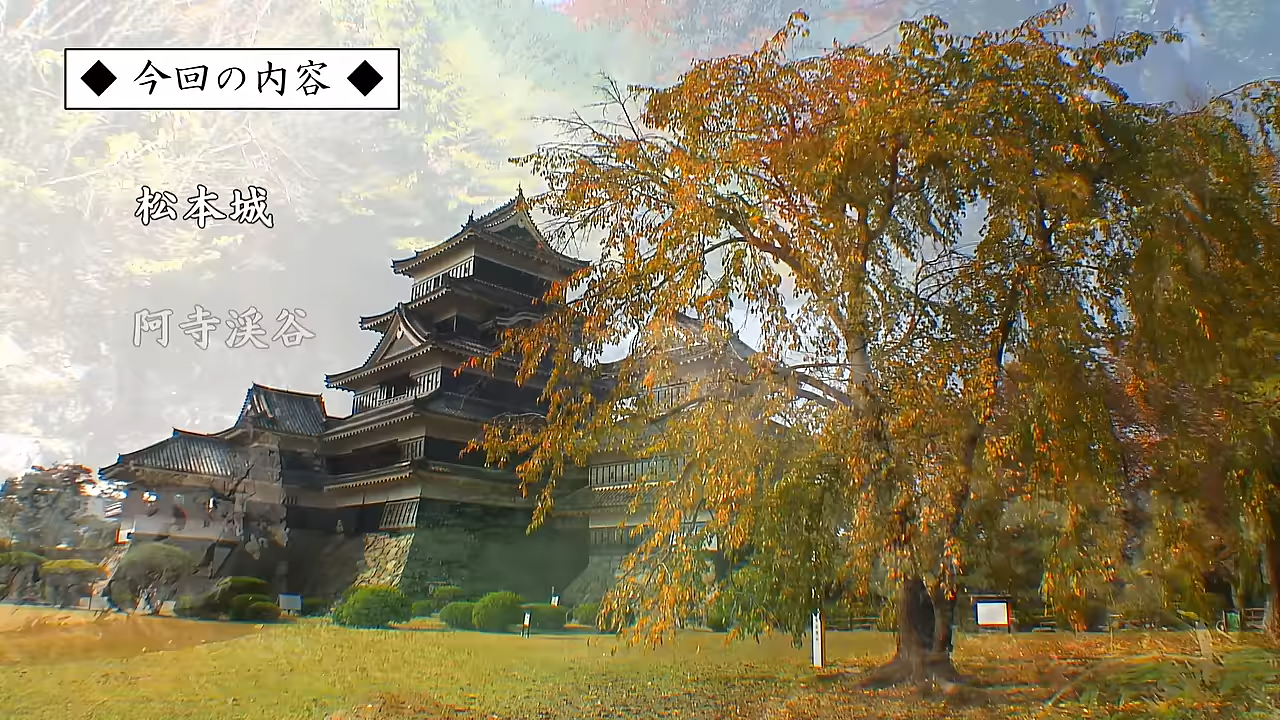 ◆ 今回の内容 ◆
松本城
阿寺渓谷